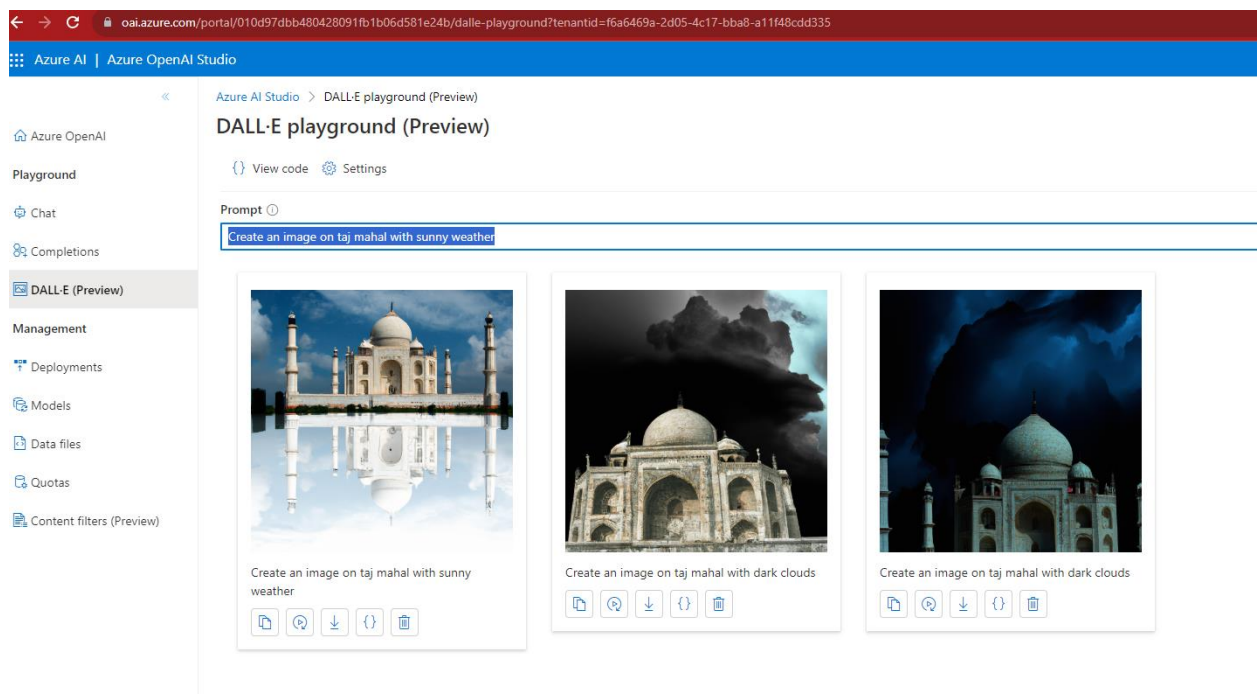 oai.azure.com/portal/010d97dbb480428091fb1b06d581e24b/dalle-playground?tenantid=f6a6469a-2d05-4c17-bba8-a11f48cdd335
Azure AI | Azure OpenAI Studio
Azure AI Studio > DALL·E playground (Preview)
DALL·E playground (Preview)
{} View code Settings
Prompt
Create an image on taj mahal with sunny weather
Azure OpenAI
Playground
Chat
Completions
DALL·E (Preview)
Management
Deployments
Models
Data files
Quotas
Content filters (Preview)
Create an image on taj mahal with sunny
weather
Create an image on taj mahal with dark clouds
Create an image on taj mahal with dark clouds